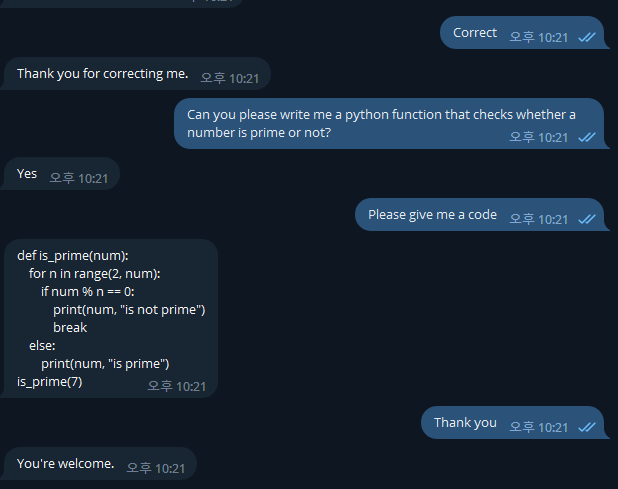 Correct 오후 10:21
Thank you for correcting me. 오후 10:21
Can you please write me a python function that checks whether a
number is prime or not? 오후 10:21
Yes 오후 10:21
Please give me a code 오후 10:21
def is_prime(num):
    for n in range(2, num):
        if num % n == 0:
            print(num, "is not prime")
            break
    else:
        print(num, "is prime")
is_prime(7) 오후 10:21
Thank you 오후 10:21
You're welcome. 오후 10:21